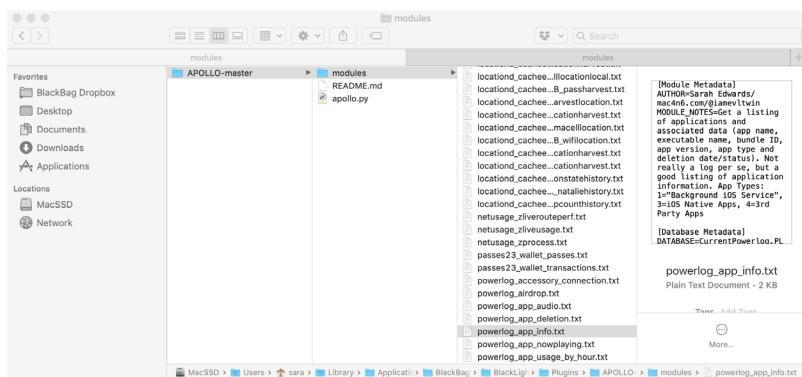 modules
Search
modules
modules
Favorites
BlackBag Dropbox
Desktop
Documents
Downloads
Applications
Locations
MacSSD
Network
APOLLO-master
modules
README.md
apollo.py
locationd_cachee...lllocationlocal.txt
locationd_cachee...B_passharvest.txt
locationd_cachee...arvestlocation.txt
locationd_cachee...cationharvest.txt
locationd_cachee...macelllocation.txt
locationd_cachee...B_wifilocation.txt
locationd_cachee...cationharvest.txt
locationd_cachee...onstatehistory.txt
locationd_cachee..._nataliehistory.txt
locationd_cachee...pcounthistory.txt
netusage_zliverouteperf.txt
netusage_zliveusage.txt
netusage_zprocess.txt
passes23_wallet_passes.txt
passes23_wallet_transactions.txt
powerlog_accessory_connection.txt
powerlog_airdrop.txt
powerlog_app_audio.txt
powerlog_app_deletion.txt
powerlog_app_info.txt
powerlog_app_nowplaying.txt
powerlog_app_usage_by_hour.txt
[Module Metadata]
AUTHOR=Sarah Edwards/
mac4n6.com/@iamevltwin
MODULE_NOTES=Get a listing
of applications and
associated data (app name,
executable name, bundle ID,
app version, app type and
deletion date/status). Not
really a log per se, but a
good listing of application
information. App Types:
1="Background iOS Service",
3=iOS Native Apps, 4=3rd
Party Apps
[Database Metadata]
DATABASE=CurrentPowerlog.PL
powerlog_app_info.txt
Plain Text Document - 2 KB
Tags Add Tags
More...
MacSSD › Users › sara › Library › Applicatic › BlackBag › BlackLigh › Plugins › APOLLO- › modules › powerlog_app_info.txt